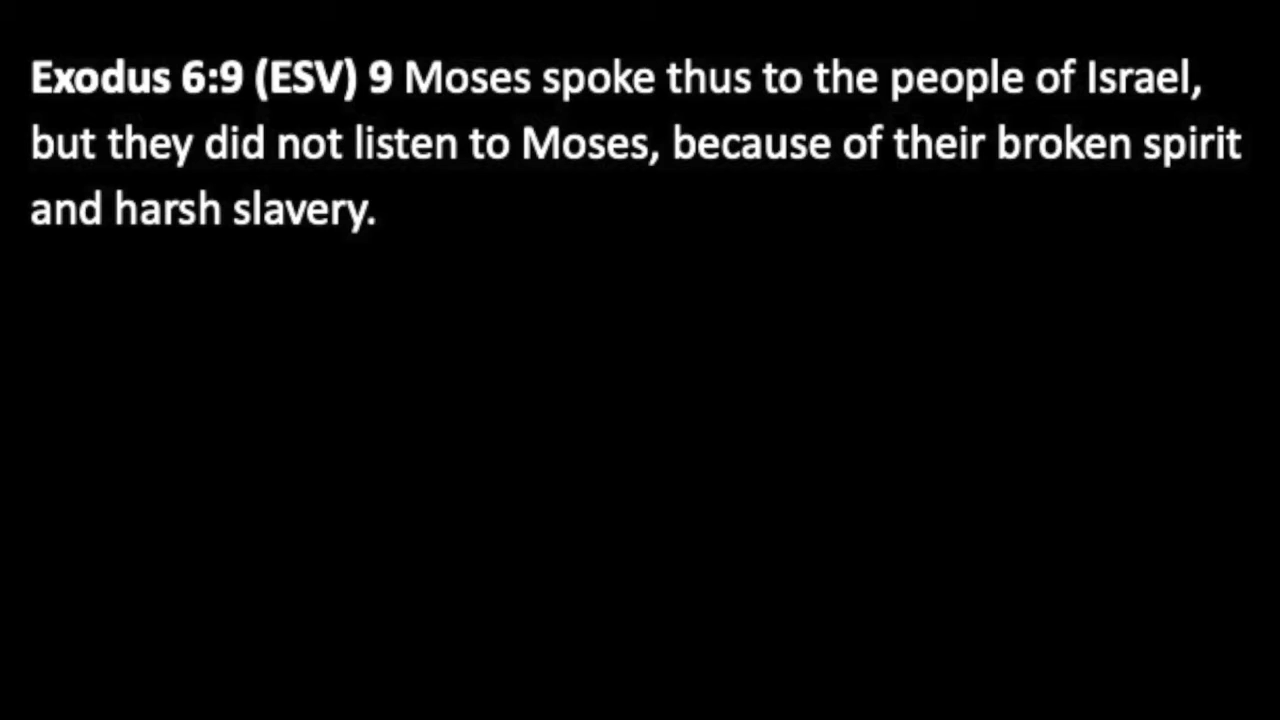 Exodus 6:9 (ESV) 9 Moses spoke thus to the people of Israel,
but they did not listen to Moses, because of their broken spirit
and harsh slavery.